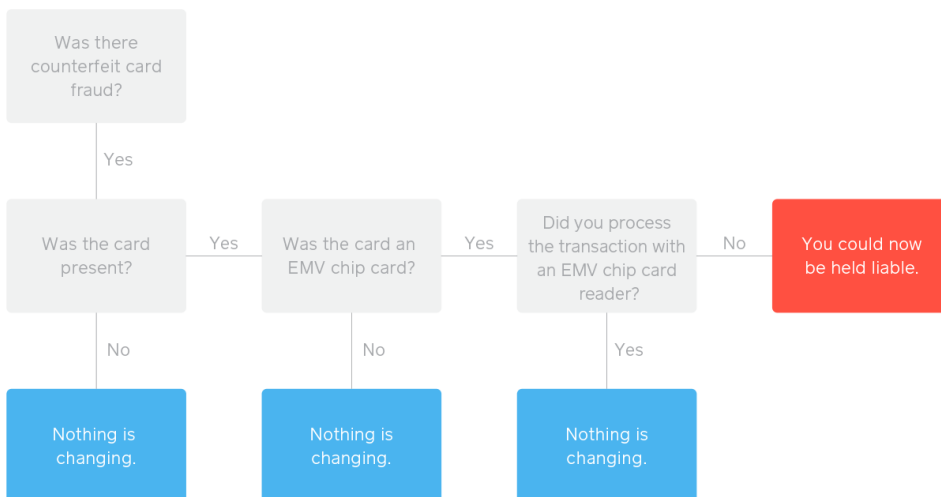 Was there
counterfeit card
fraud?
Yes
Was the card
present?
Yes
Was the card an
EMV chip card?
Yes
Did you process
the transaction with
an EMV chip card
reader?
No
You could now
be held liable.
No
No
Yes
Nothing is
changing.
Nothing is
changing.
Nothing is
changing.